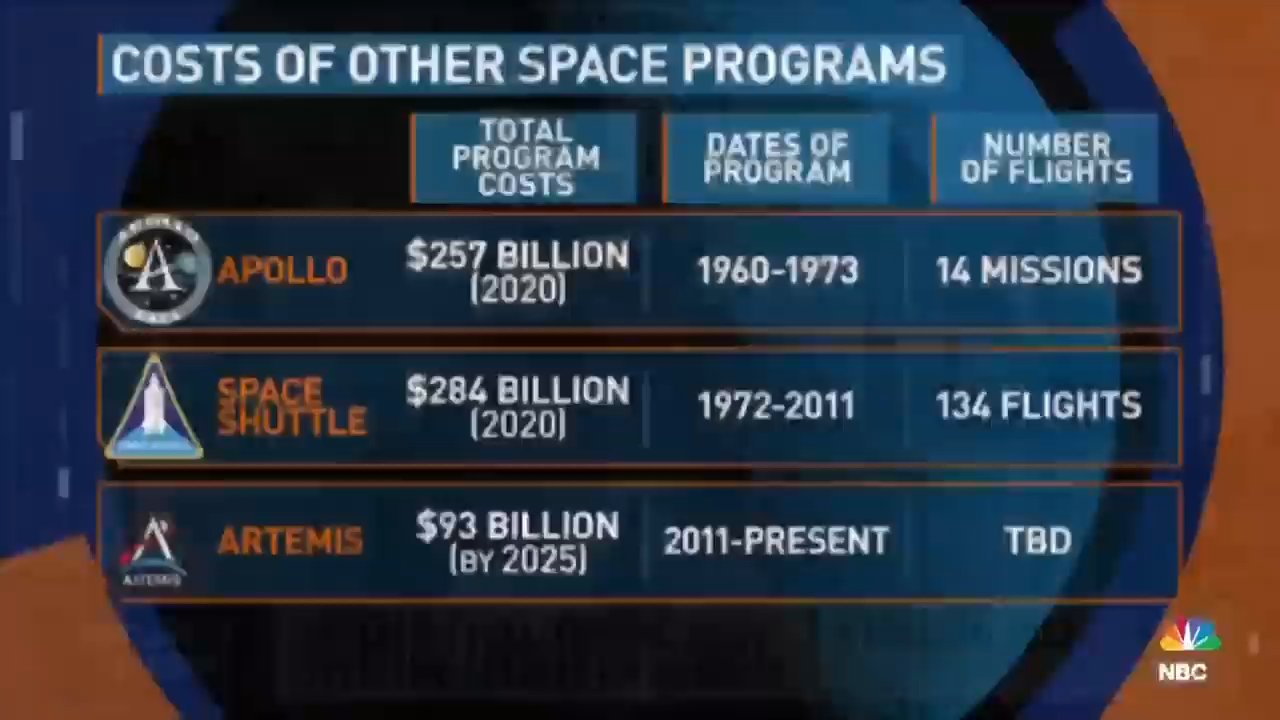 COSTS OF OTHER SPACE PROGRAMS
TOTAL
PROGRAM
COSTS
DATES OF
PROGRAM
NUMBER
OF FLIGHTS
APOLLO
$257 BILLION
(2020)
1960-1973
14 MISSIONS
SPACE
SHUTTLE
$284 BILLION
(2020)
1972-2011
134 FLIGHTS
ARTEMIS
ARTEMIS
$93 BILLION
(BY 2025)
2011-PRESENT
TBD
NBC